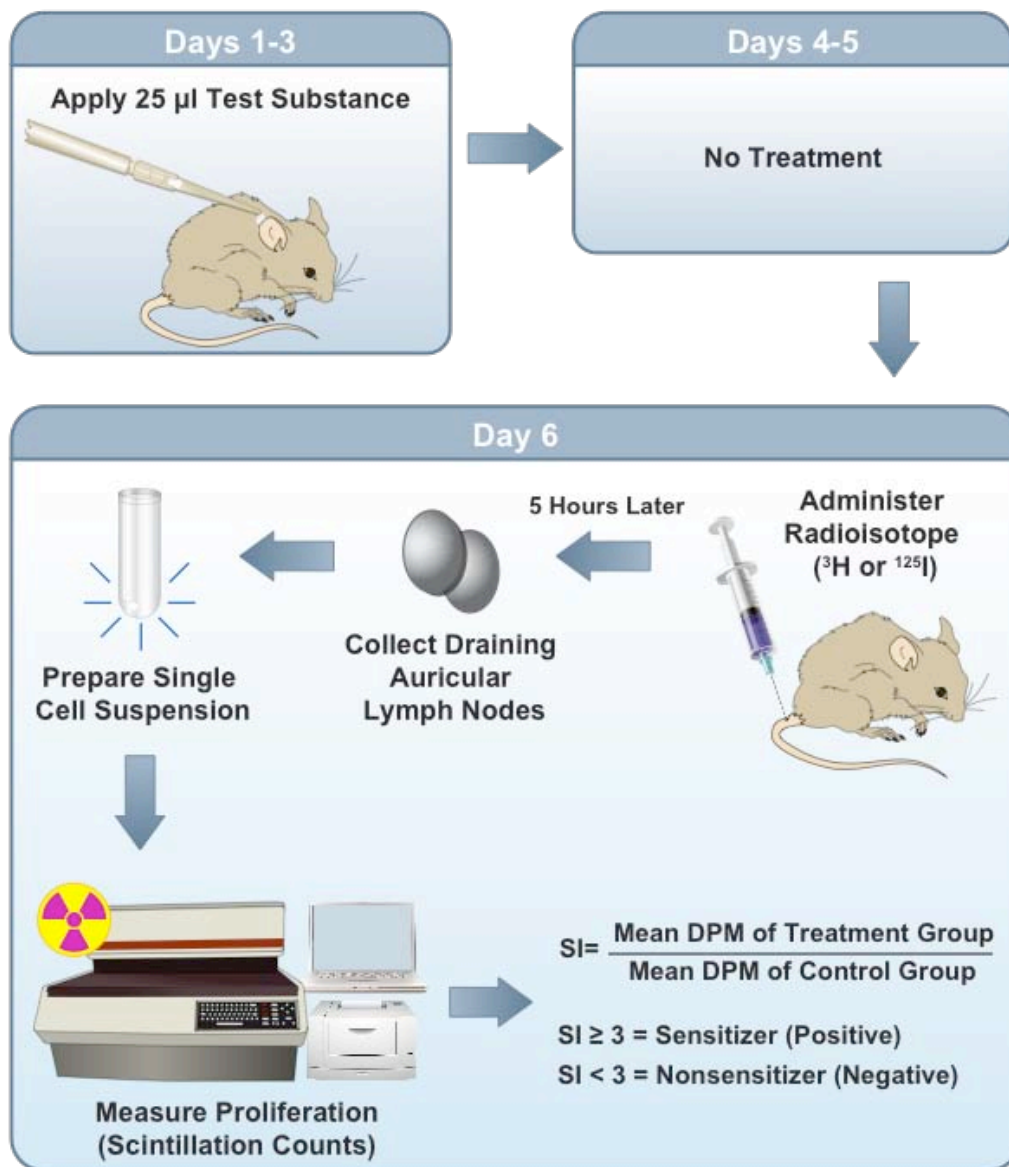 Days 1-3
Apply 25 µl Test Substance
Days 4-5
No Treatment
Day 6
Administer
Radioisotope
(³H or ¹²⁵I)
5 Hours Later
Collect Draining
Auricular
Lymph Nodes
Prepare Single
Cell Suspension
Measure Proliferation
(Scintillation Counts)
SI= Mean DPM of Treatment Group
Mean DPM of Control Group
SI ≥ 3 = Sensitizer (Positive)
SI < 3 = Nonsensitizer (Negative)